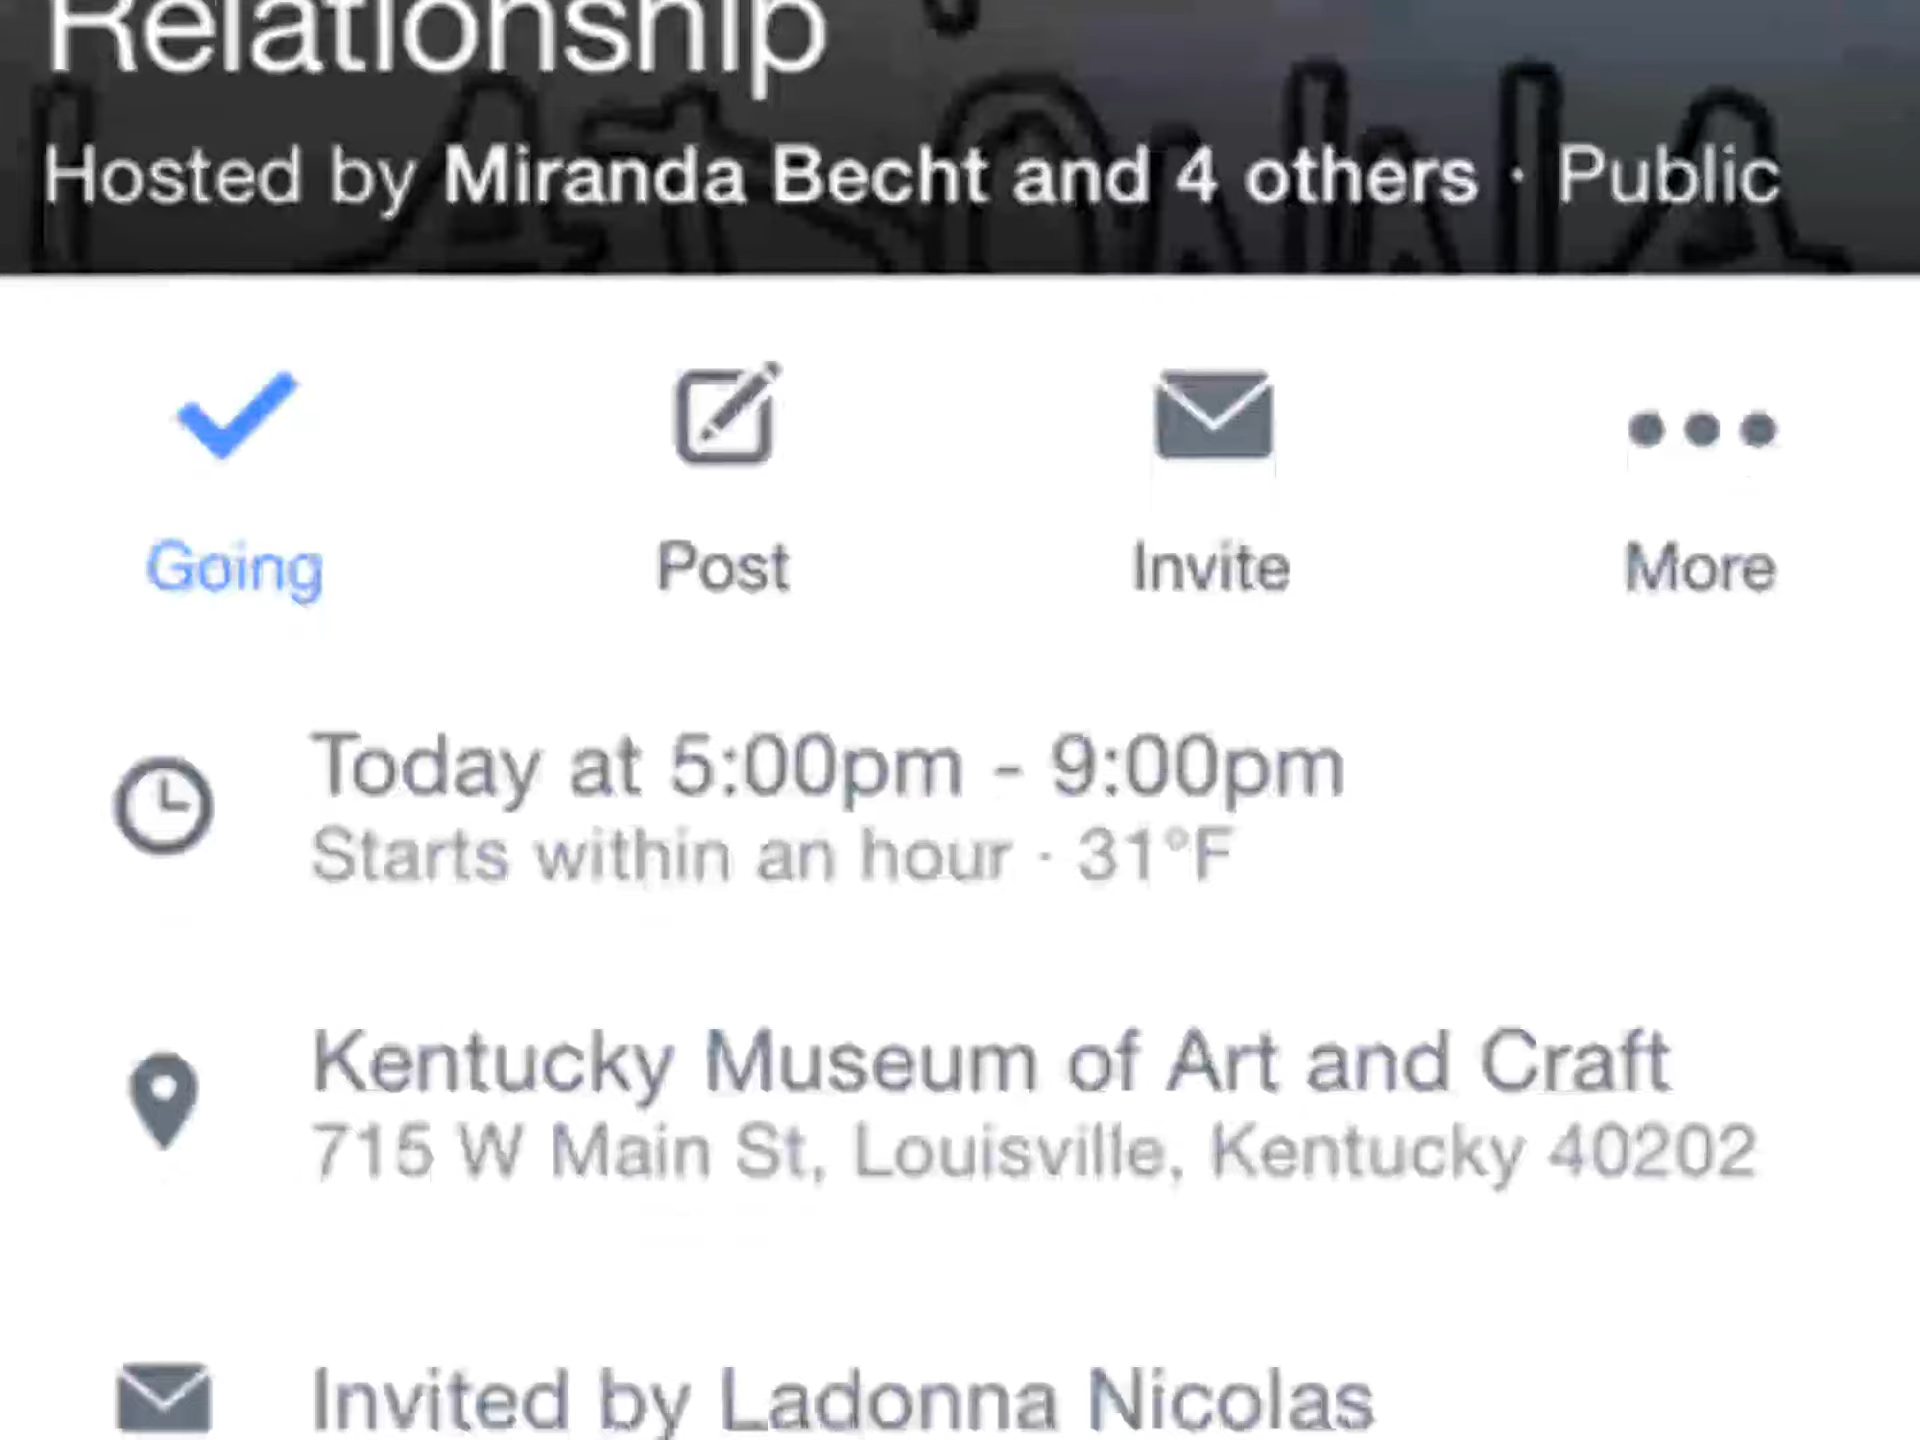 Relationship
Hosted by Miranda Becht and 4 others · Public
Going
Post
Invite
More
Today at 5:00pm - 9:00pm
Starts within an hour · 31°F
Kentucky Museum of Art and Craft
715 W Main St, Louisville, Kentucky 40202
Invited by Ladonna Nicolas